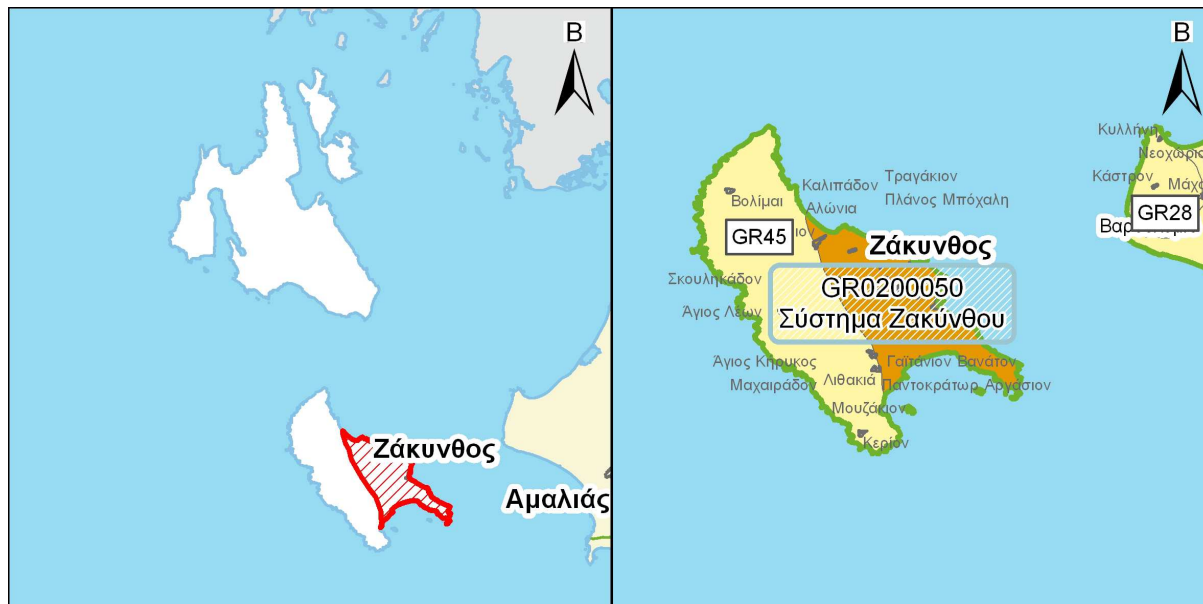 Β
Ζάκυνθος
Αμαλιάς
Β
Κυλλήνη
Νεοχώριο
Κάστρον
GR28
Τραγάκιον
Καλιπάδον
Πλάνος Μπόχαλη
Βολίμαι
Αλώνια
GR45
Ζάκυνθος
Σκουληκάδον
GR0200050
Άγιος Λέων
Σύστημα Ζακύνθου
Άγιος Κήρυκος
Γαϊτάνιον Βανάτον
Μαχαιράδον
Λιθακιά
Παντοκράτωρ Αργάσιον
Μουζάκιον
Κερίον